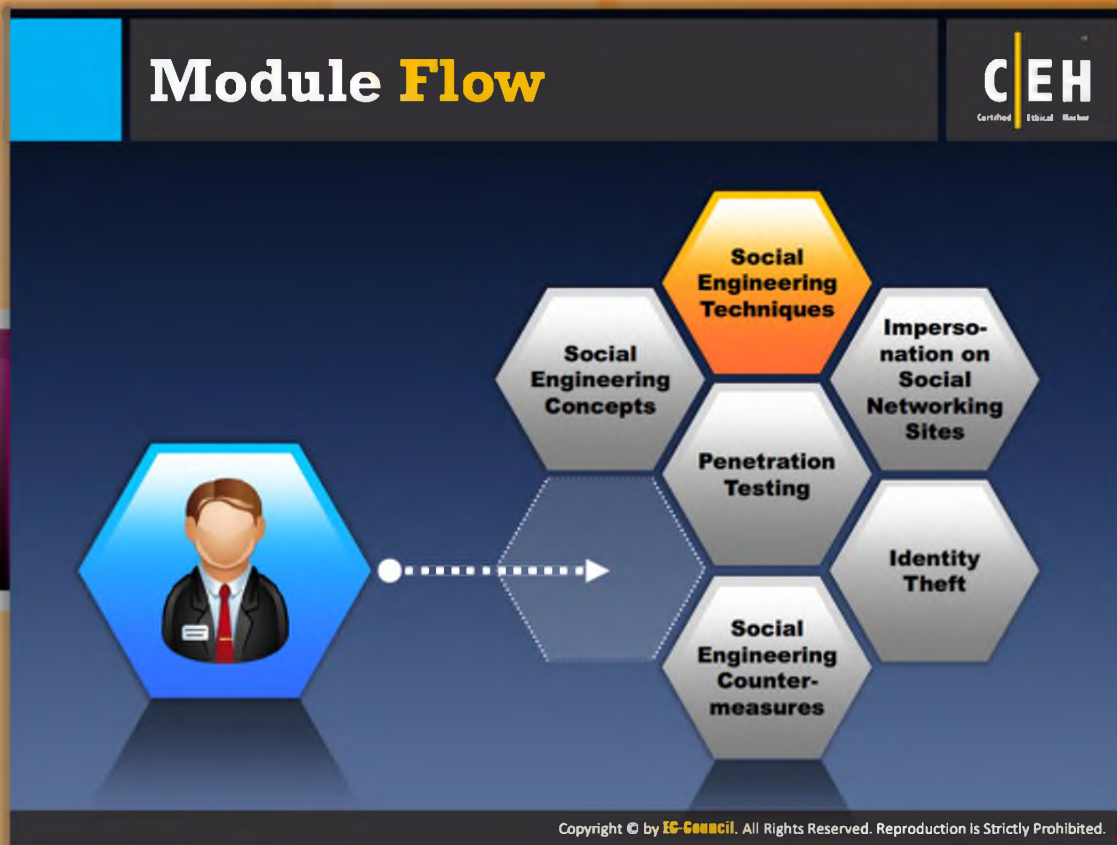 Module Flow
C EH
Certified Ethical Hacker
Social
Engineering
Techniques
Social
Engineering
Concepts
Imperso-
nation on
Social
Networking
Sites
Penetration
Testing
Identity
Theft
Social
Engineering
Counter-
measures
Copyright © by EC-Council. All Rights Reserved. Reproduction is Strictly Prohibited.